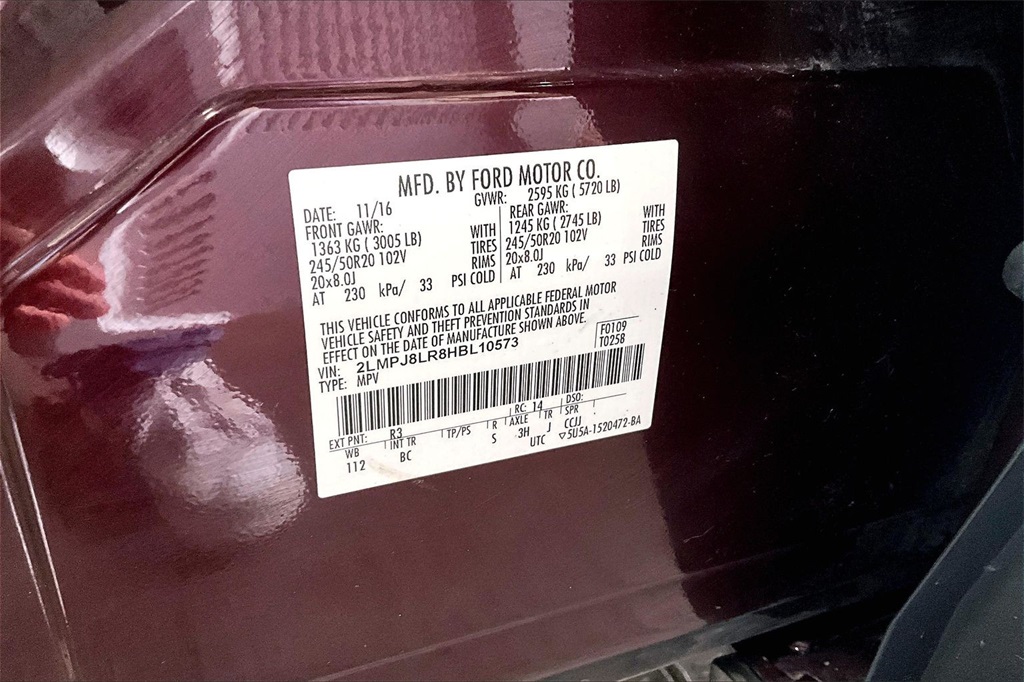 MFD. BY FORD MOTOR CO.
DATE: 11/16 GVWR: 2595 KG ( 5720 LB)
FRONT GAWR: REAR GAWR:
1363 KG ( 3005 LB) WITH 1245 KG ( 2745 LB) WITH
245/50R20 102V TIRES 245/50R20 102V TIRES
20x8.0J RIMS 20x8.0J RIMS
AT 230 kPa/ 33 PSI COLD AT 230 kPa/ 33 PSI COLD
THIS VEHICLE CONFORMS TO ALL APPLICABLE FEDERAL MOTOR
VEHICLE SAFETY AND THEFT PREVENTION STANDARDS IN
EFFECT ON THE DATE OF MANUFACTURE SHOWN ABOVE.
VIN: 2LMPJ8LR8HBL10573 F0109
TYPE: MPV T0258
EXT PNT: R3 RC: 14 DSO:
WB INT TR TP/PS R AXLE TR SPR
112 BC S 3H J CCJJ
UTC ▽5U5A-1520472-BA